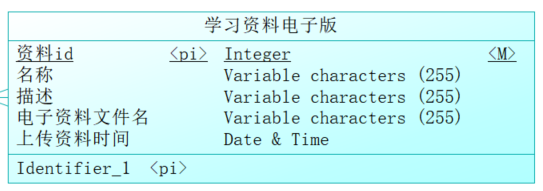 学习资料电子版
资料id <pi> Integer <M>
名称 Variable characters (255)
描述 Variable characters (255)
电子资料文件名 Variable characters (255)
上传资料时间 Date & Time
Identifier_1 <pi>